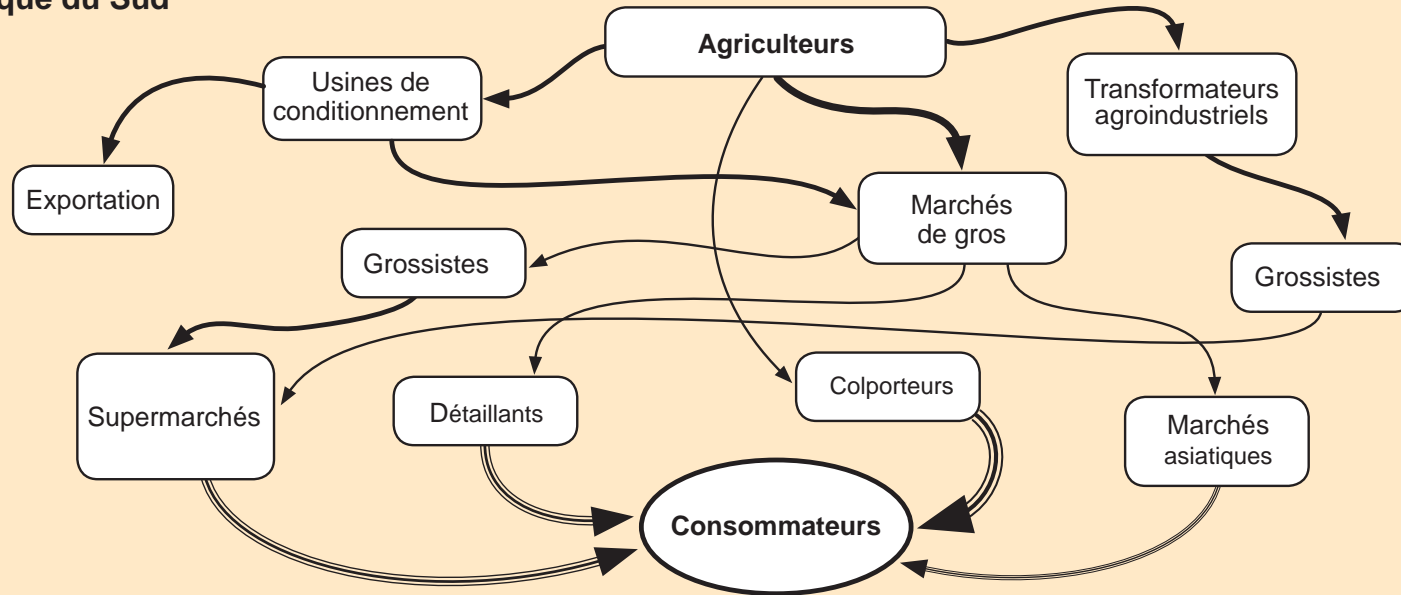 que du Sud
Agriculteurs
Usines de
conditionnement
Transformateurs
agroindustriels
Exportation
Marchés
de gros
Grossistes
Grossistes
Supermarchés
Détaillants
Colporteurs
Marchés
asiatiques
Consommateurs